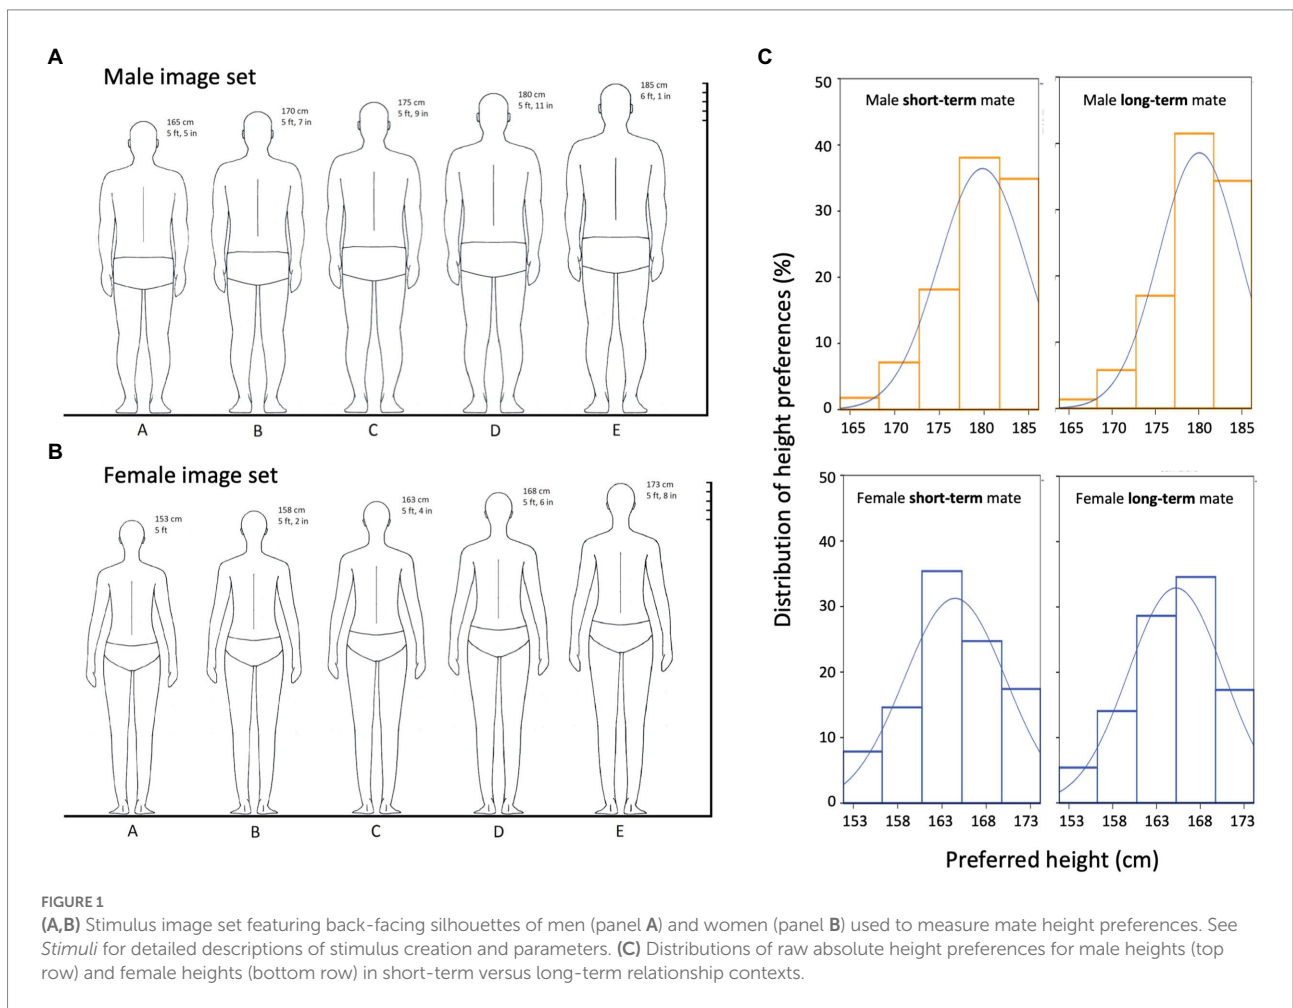 A
Male image set
165 cm
5 ft, 5 in
170 cm
5 ft, 7 in
175 cm
5 ft, 9 in
180 cm
5 ft, 11 in
185 cm
6 ft, 1 in
A B C D E
B
Female image set
153 cm
5 ft
158 cm
5 ft, 2 in
163 cm
5 ft, 4 in
168 cm
5 ft, 6 in
173 cm
5 ft, 8 in
A B C D E
C
Distribution of height preferences (%)
50
40
30
20
10
0
Male short-term mate
165 170 175 180 185
Male long-term mate
165 170 175 180 185
50
40
30
20
10
0
Female short-term mate
153 158 163 168 173
Female long-term mate
153 158 163 168 173
Preferred height (cm)
FIGURE 1
(A,B) Stimulus image set featuring back-facing silhouettes of men (panel A) and women (panel B) used to measure mate height preferences. See
Stimuli for detailed descriptions of stimulus creation and parameters. (C) Distributions of raw absolute height preferences for male heights (top
row) and female heights (bottom row) in short-term versus long-term relationship contexts.